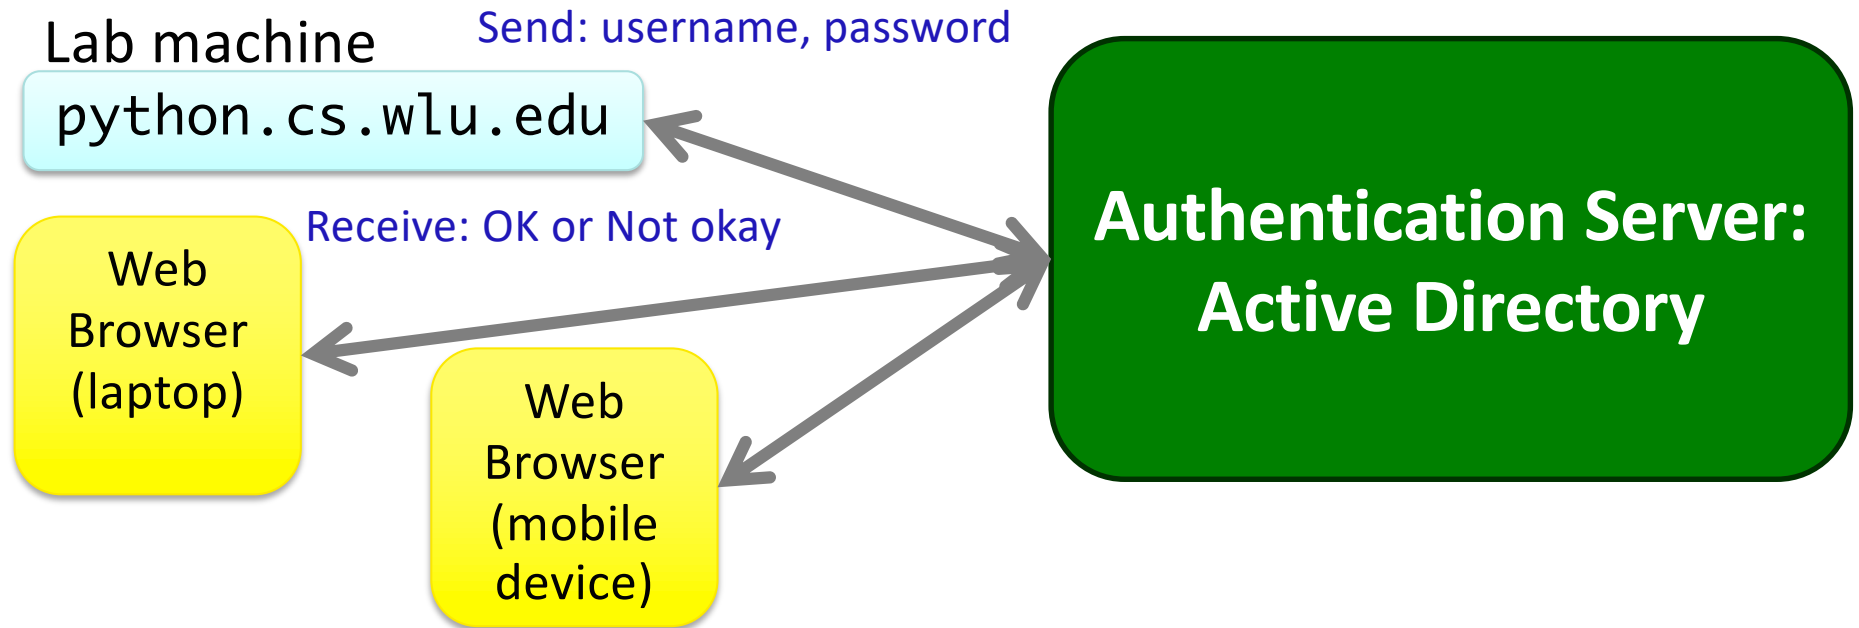 Lab machine
Send: username, password
python.cs.wlu.edu
Receive: OK or Not okay
Web
Browser
(laptop)
Web
Browser
(mobile
device)
Authentication Server:
Active Directory